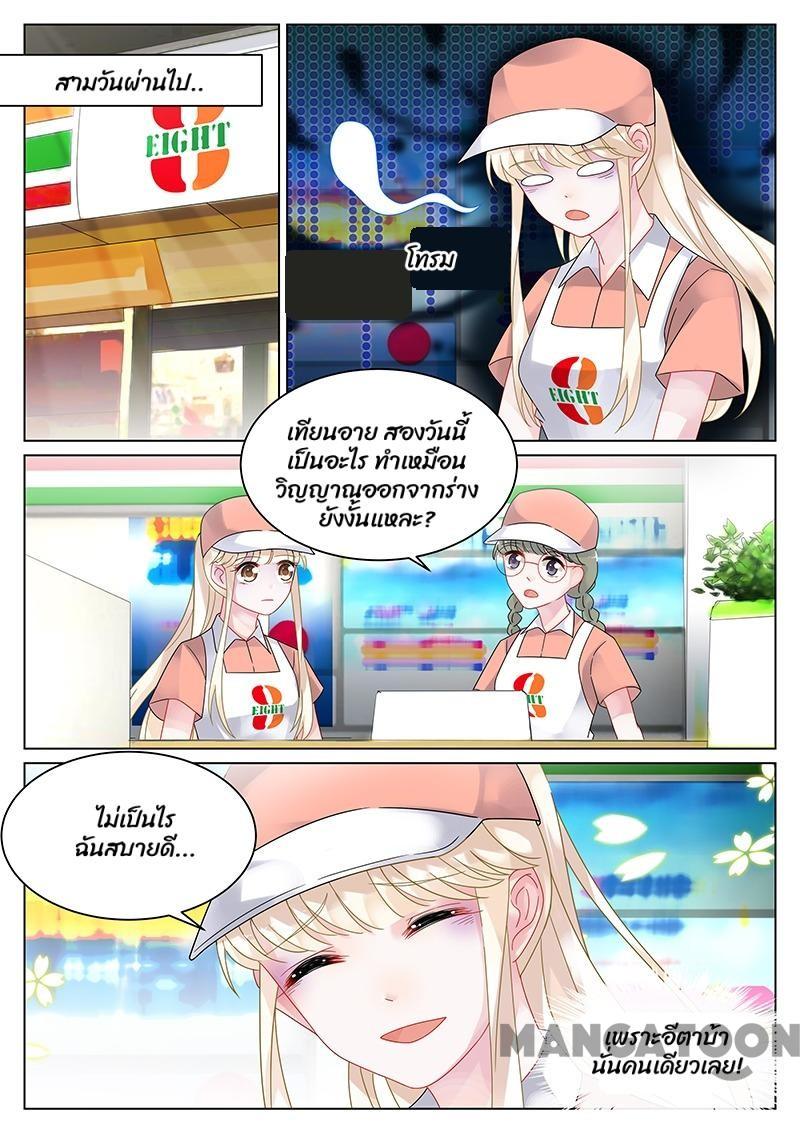 สามวันผ่านไป..
EIGHT
โทรม
EIGHT
เทียนอาย สองวันนี้
เป็นอะไร ทำเหมือน
วิญญาณออกจากร่าง
ยังงั้นแหละ?
EIGHT
HT
ไม่เป็นไร
ฉันสบายดี...
เพราะอีตาบ้า
นั่นคนเดียวเลย!
MANGATOON